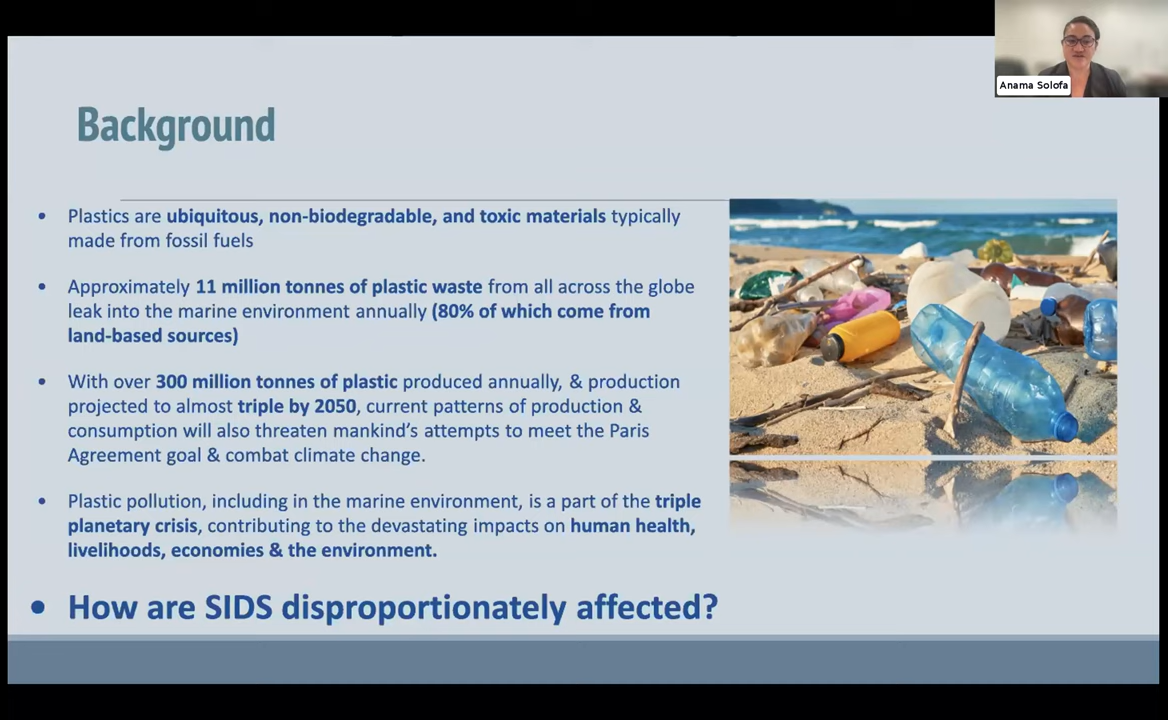 Anama Solofa
Background
• Plastics are ubiquitous, non-biodegradable, and toxic materials typically
made from fossil fuels
• Approximately 11 million tonnes of plastic waste from all across the globe
leak into the marine environment annually (80% of which come from
land-based sources)
• With over 300 million tonnes of plastic produced annually, & production
projected to almost triple by 2050, current patterns of production &
consumption will also threaten mankind’s attempts to meet the Paris
Agreement goal & combat climate change.
• Plastic pollution, including in the marine environment, is a part of the triple
planetary crisis, contributing to the devastating impacts on human health,
livelihoods, economies & the environment.
• How are SIDS disproportionately affected?